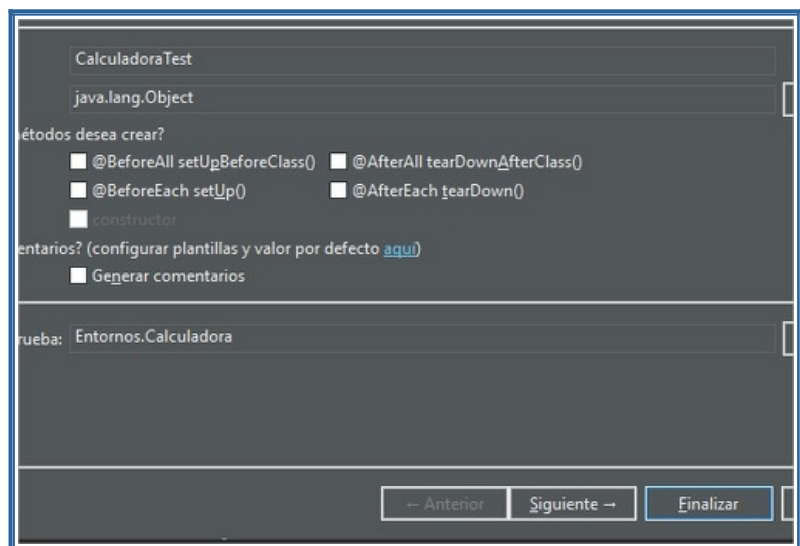 CalculadoraTest
java.lang.Object
métodos desea crear?
@BeforeAll setUpBeforeClass() @AfterAll tearDownAfterClass()
@BeforeEach setUp() @AfterEach tearDown()
constructor
entarios? (configurar plantillas y valor por defecto aquí)
Generar comentarios
rueba: Entornos.Calculadora
← Anterior Siguiente → Finalizar